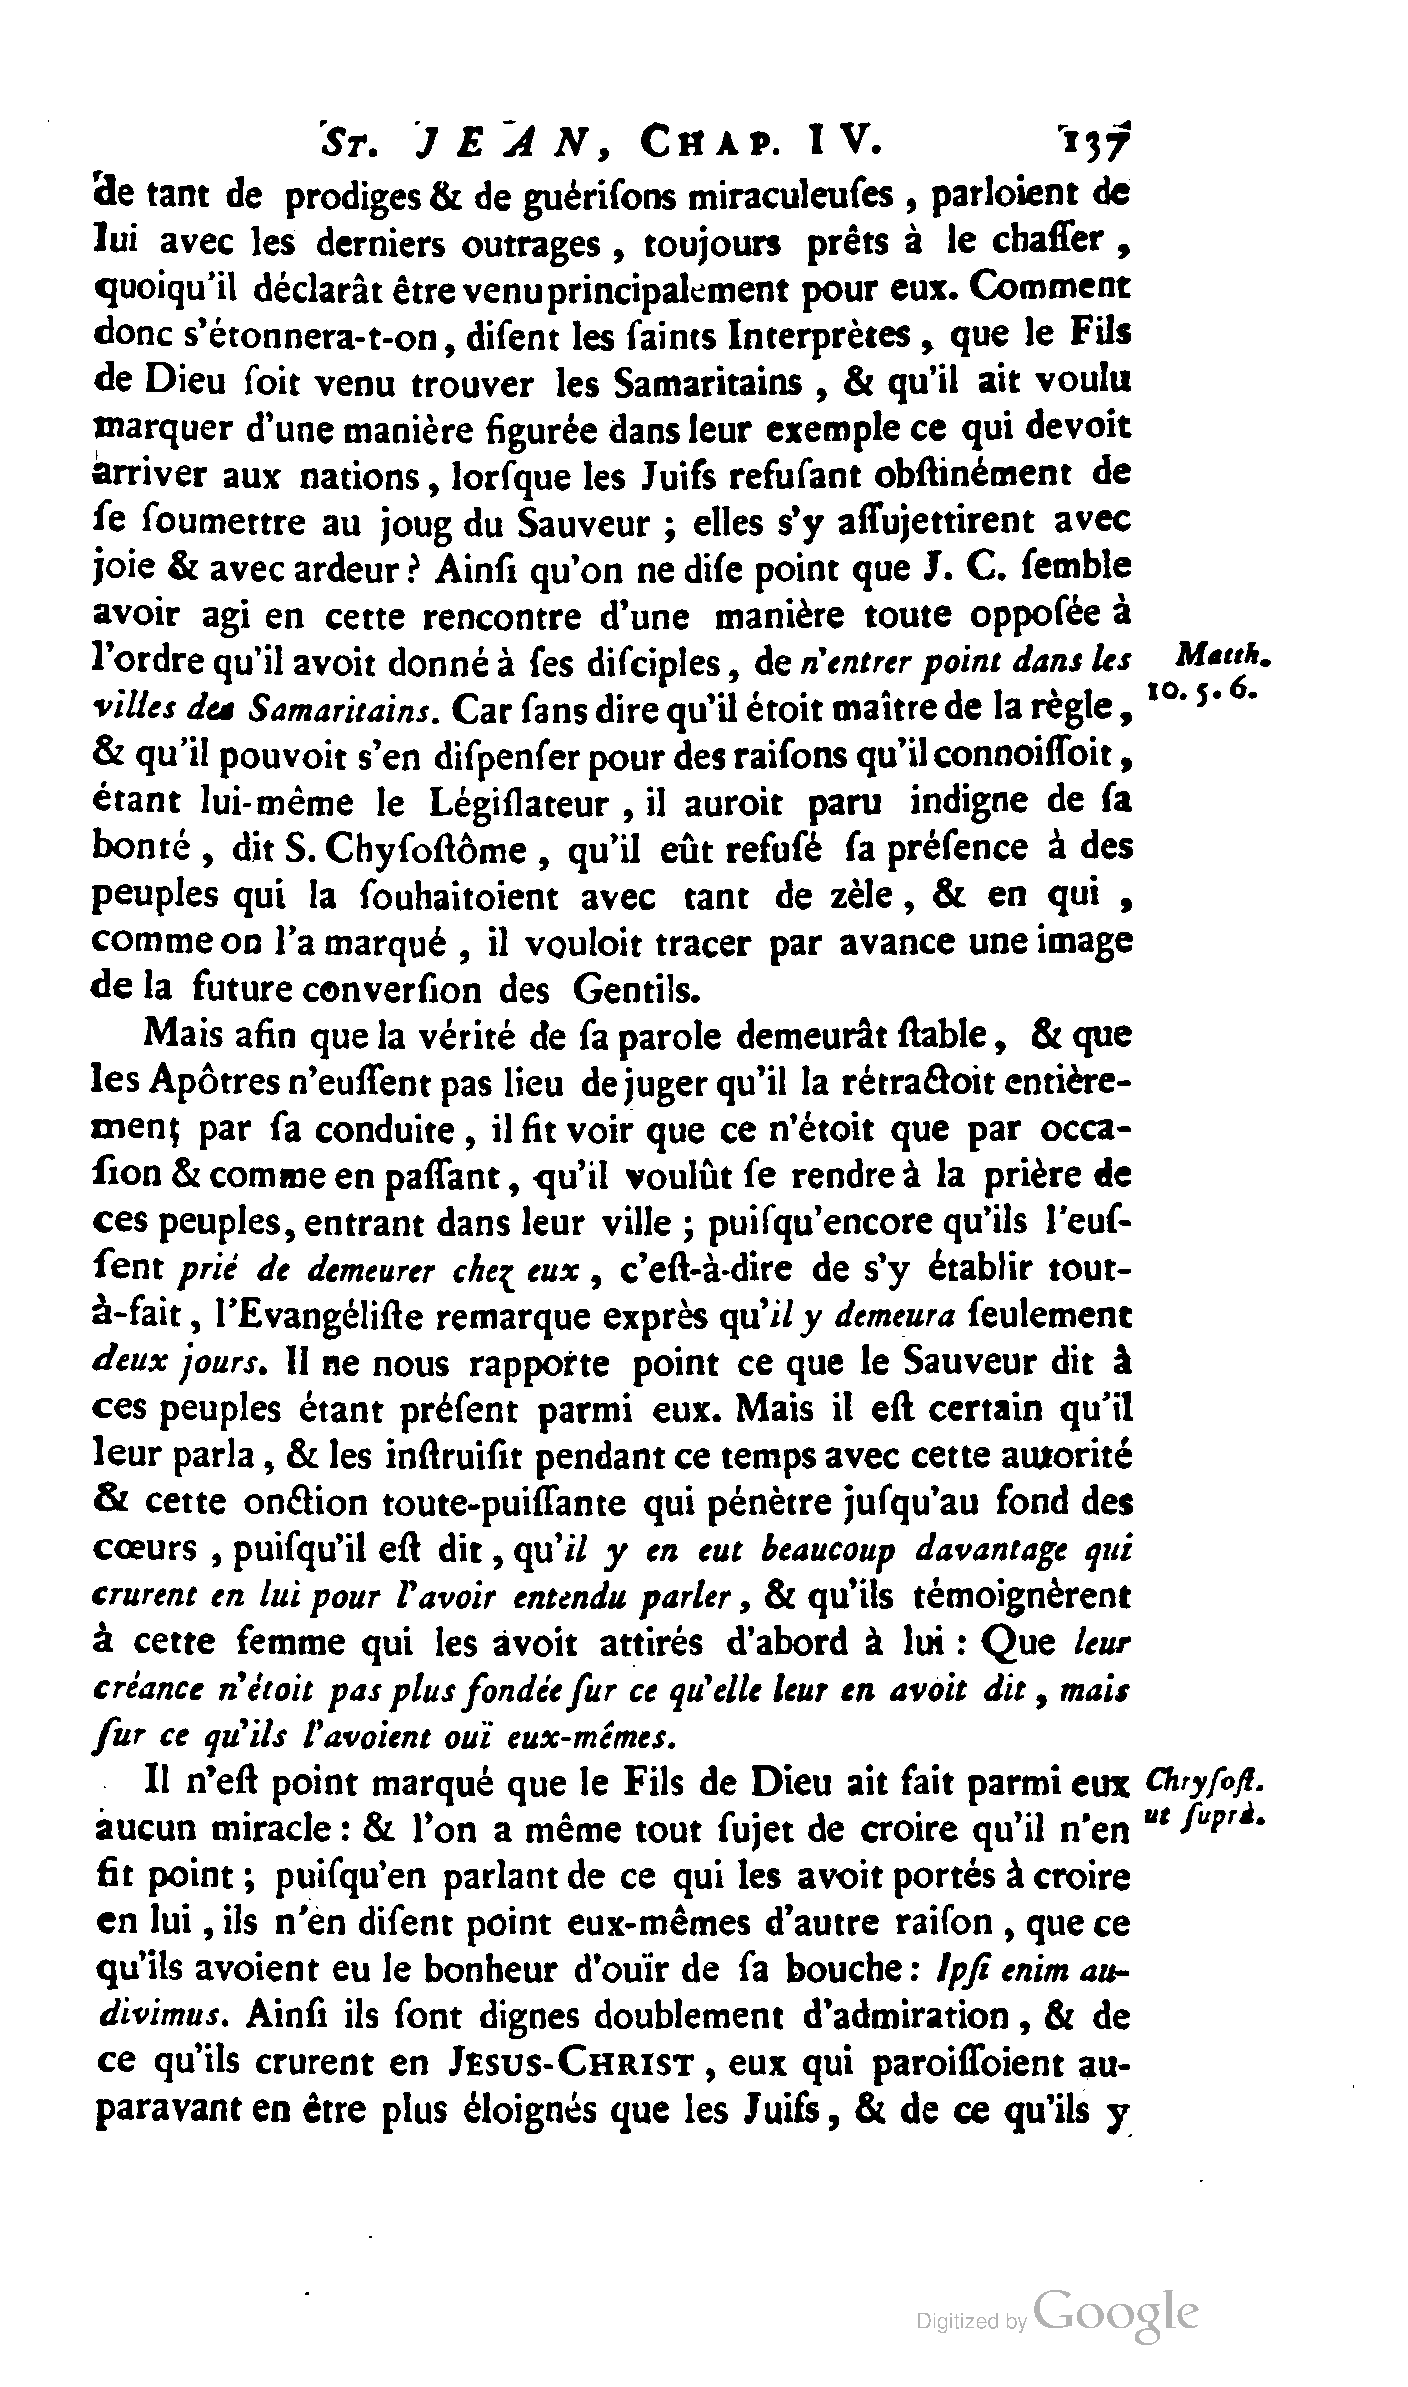 St. JEAN, CHAP. IV. 137
de tant de prodiges & de guériſons miraculeuſes, parloient de
lui avec les derniers outrages, toujours prêts à le chaſſer,
quoiqu'il déclarât être venu principalement pour eux. Comment
donc s'étonnera-t-on, diſent les ſaints Interprètes, que le Fils
de Dieu ſoit venu trouver les Samaritains, & qu'il ait voulu
marquer d'une manière figurée dans leur exemple ce qui devoit
arriver aux nations, lorſque les Juifs refuſant obſtinément de
ſe ſoumettre au joug du Sauveur; elles s'y aſſujettirent avec
joie & avec ardeur? Ainſi qu'on ne diſe point que J. C. ſemble
avoir agi en cette rencontre d'une manière toute oppoſée à
l'ordre qu'il avoit donné à ſes diſciples, de n'entrer point dans les
Matth.
villes des Samaritains. Car ſans dire qu'il étoit maître de la règle,
10. 5. 6.
& qu'il pouvoit s'en diſpenſer pour des raiſons qu'il connoiſſoit,
étant lui-même le Légiſlateur, il auroit paru indigne de ſa
bonté, dit S. Chyſoſtôme, qu'il eût refuſé ſa préſence à des
peuples qui la ſouhaitoient avec tant de zèle, & en qui,
comme on l'a marqué, il vouloit tracer par avance une image
de la future converſion des Gentils.
Mais afin que la vérité de ſa parole demeurât ſtable, & que
les Apôtres n'euſſent pas lieu de juger qu'il la rétractoit entière-
ment par ſa conduite, il fit voir que ce n'étoit que par occa-
ſion & comme en paſſant, qu'il voulût ſe rendre à la prière de
ces peuples, entrant dans leur ville; puiſqu'encore qu'ils l'euſ-
ſent prié de demeurer chez eux, c'eſt-à-dire de s'y établir tout-
à-fait, l'Evangéliſte remarque exprès qu'il y demeura ſeulement
deux jours. Il ne nous rapporte point ce que le Sauveur dit à
ces peuples étant préſent parmi eux. Mais il eſt certain qu'il
leur parla, & les inſtruiſit pendant ce temps avec cette autorité
& cette onction toute-puiſſante qui pénètre juſqu'au fond des
cœurs, puiſqu'il eſt dit, qu'il y en eut beaucoup davantage qui
crurent en lui pour l'avoir entendu parler, & qu'ils témoignèrent
à cette femme qui les avoit attirés d'abord à lui: Que leur
créance n'étoit pas plus fondée ſur ce qu'elle leur en avoit dit, mais
ſur ce qu'ils l'avoient ouï eux-mêmes.
Il n'eſt point marqué que le Fils de Dieu ait fait parmi eux
Chryſoſt.
aucun miracle: & l'on a même tout ſujet de croire qu'il n'en
ut ſuprà.
fit point; puiſqu'en parlant de ce qui les avoit portés à croire
en lui, ils n'en diſent point eux-mêmes d'autre raiſon, que ce
qu'ils avoient eu le bonheur d'ouïr de ſa bouche: Ipſi enim au-
divimus. Ainſi ils ſont dignes doublement d'admiration, & de
ce qu'ils crurent en JESUS-CHRIST, eux qui paroiſſoient au-
paravant en être plus éloignés que les Juifs, & de ce qu'ils y
Digitized by Google